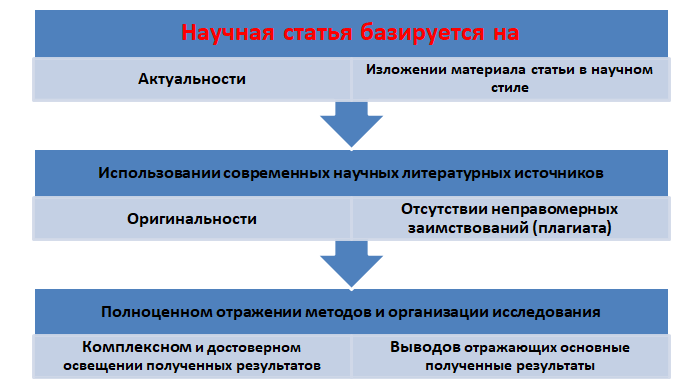 Научная статья базируется на
Актуальности
Изложении материала статьи в научном
стиле
Использовании современных научных литературных источников
Оригинальности
Отсутствии неправомерных
заимствований (плагиата)
Полноценном отражении методов и организации исследования
Комплексном и достоверном
освещении полученных результатов
Выводов отражающих основные
полученные результаты